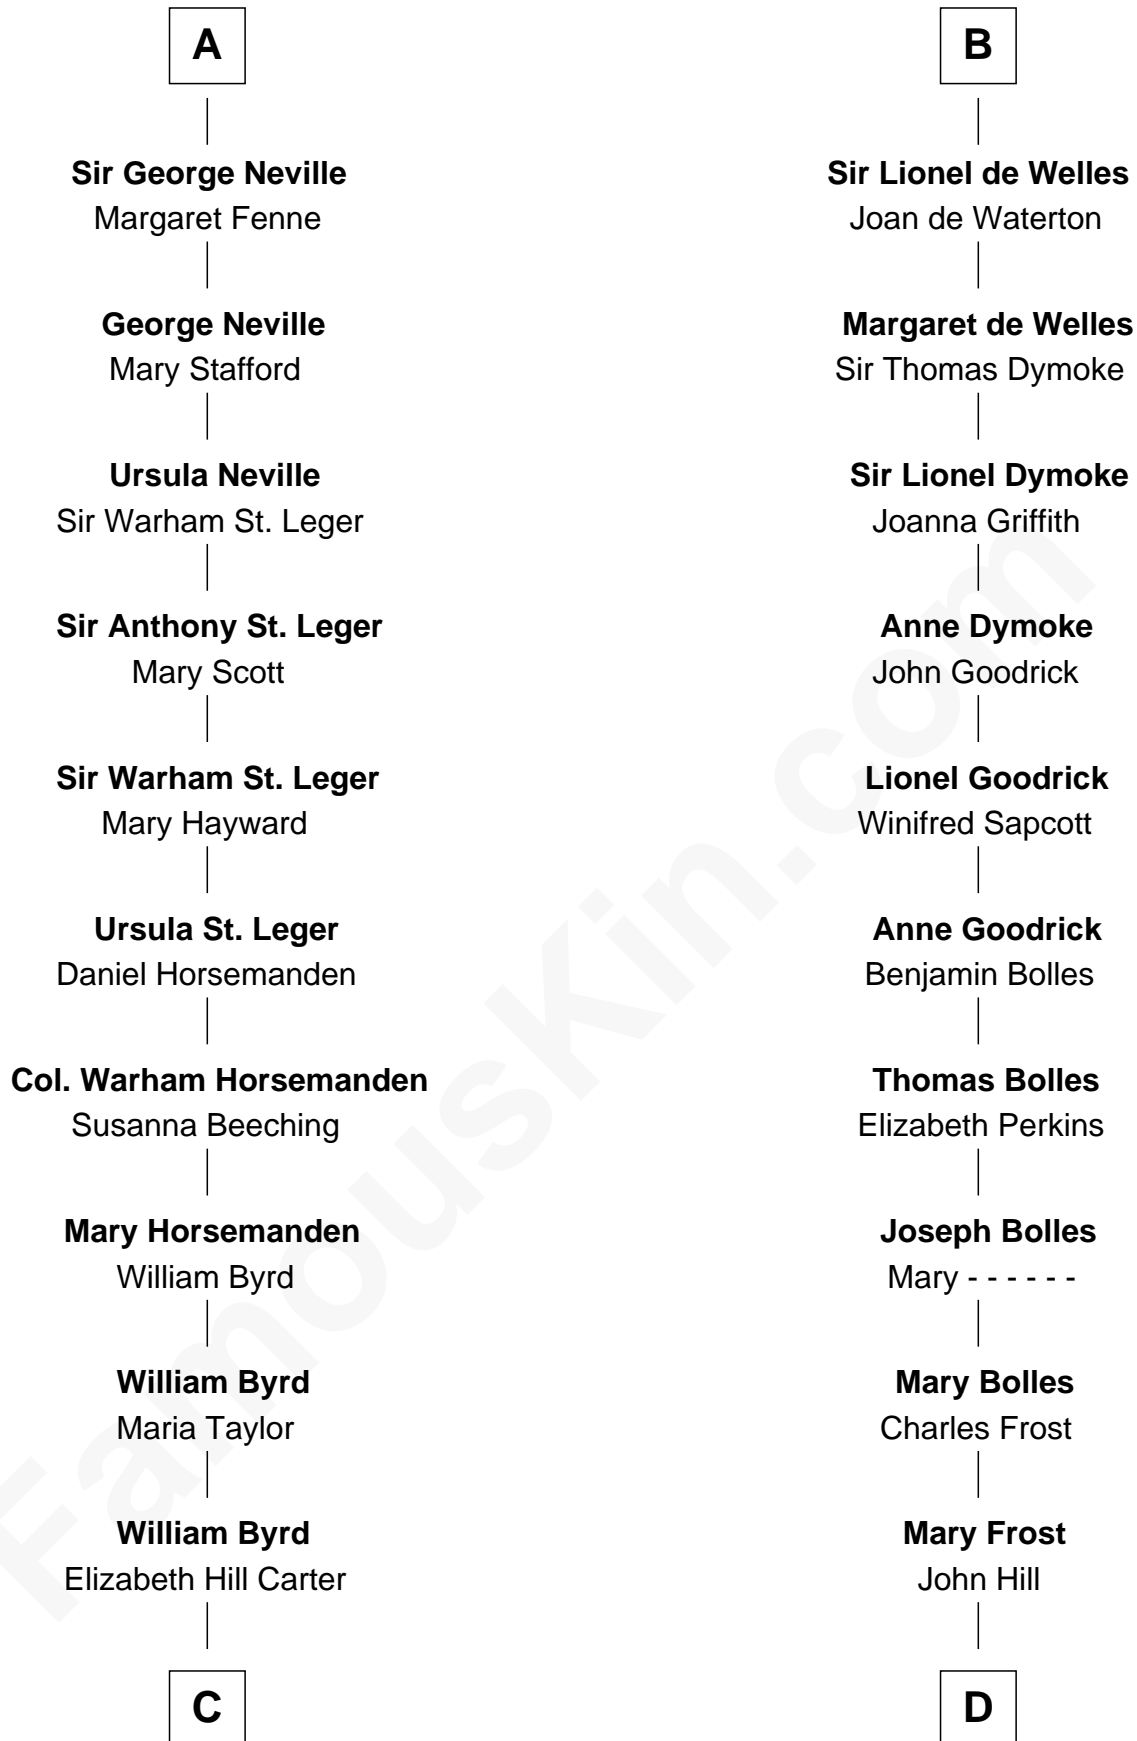 A
Sir George Neville
Margaret Fenne
George Neville
Mary Stafford
Ursula Neville
Sir Warham St. Leger
Sir Anthony St. Leger
Mary Scott
Sir Warham St. Leger
Mary Hayward
Ursula St. Leger
Daniel Horsemanden
Col. Warham Horsemanden
Susanna Beeching
Mary Horsemanden
William Byrd
William Byrd
Maria Taylor
William Byrd
Elizabeth Hill Carter
C
B
Sir Lionel de Welles
Joan de Waterton
Margaret de Welles
Sir Thomas Dymoke
Sir Lionel Dymoke
Joanna Griffith
Anne Dymoke
John Goodrick
Lionel Goodrick
Winifred Sapcott
Anne Goodrick
Benjamin Bolles
Thomas Bolles
Elizabeth Perkins
Joseph Bolles
Mary - - - - - -
Mary Bolles
Charles Frost
Mary Frost
John Hill
D
FamousKin.com